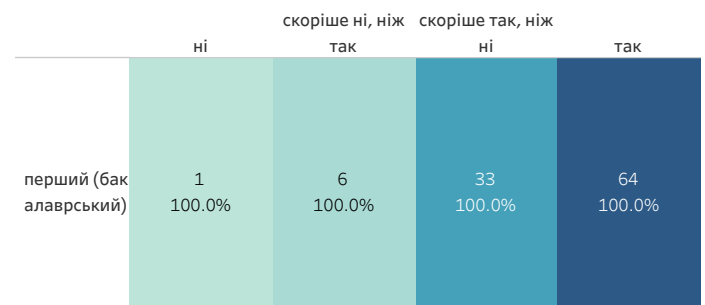 скоріше ні, ніж скоріше так, ніж
ні так ні так
перший (бак
алаврський)
1 6 33 64
100.0% 100.0% 100.0% 100.0%